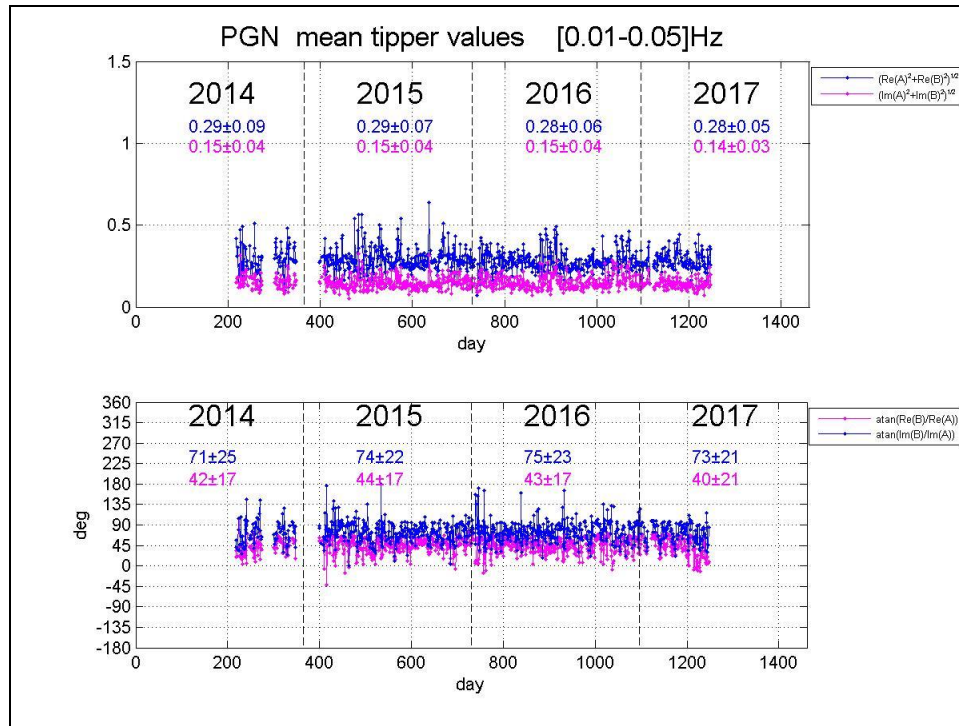 PGN mean tipper values [0.01-0.05]Hz
1.5
1
0.5
0
2014 2015 2016 2017
0.29±0.09 0.29±0.07 0.28±0.06 0.28±0.05
0.15±0.04 0.15±0.04 0.15±0.04 0.14±0.03
(Re(A)²+Re(B)²)^1/2
(Im(A)²+Im(B)²)^1/2
0 200 400 600 800 1000 1200 1400
day
360
315
270
225
180
135
90
45
0
-45
-90
-135
-180
deg
2014 2015 2016 2017
71±25 74±22 75±23 73±21
42±17 44±17 43±17 40±21
atan(Re(B)/Re(A))
atan(Im(B)/Im(A))
0 200 400 600 800 1000 1200 1400
day